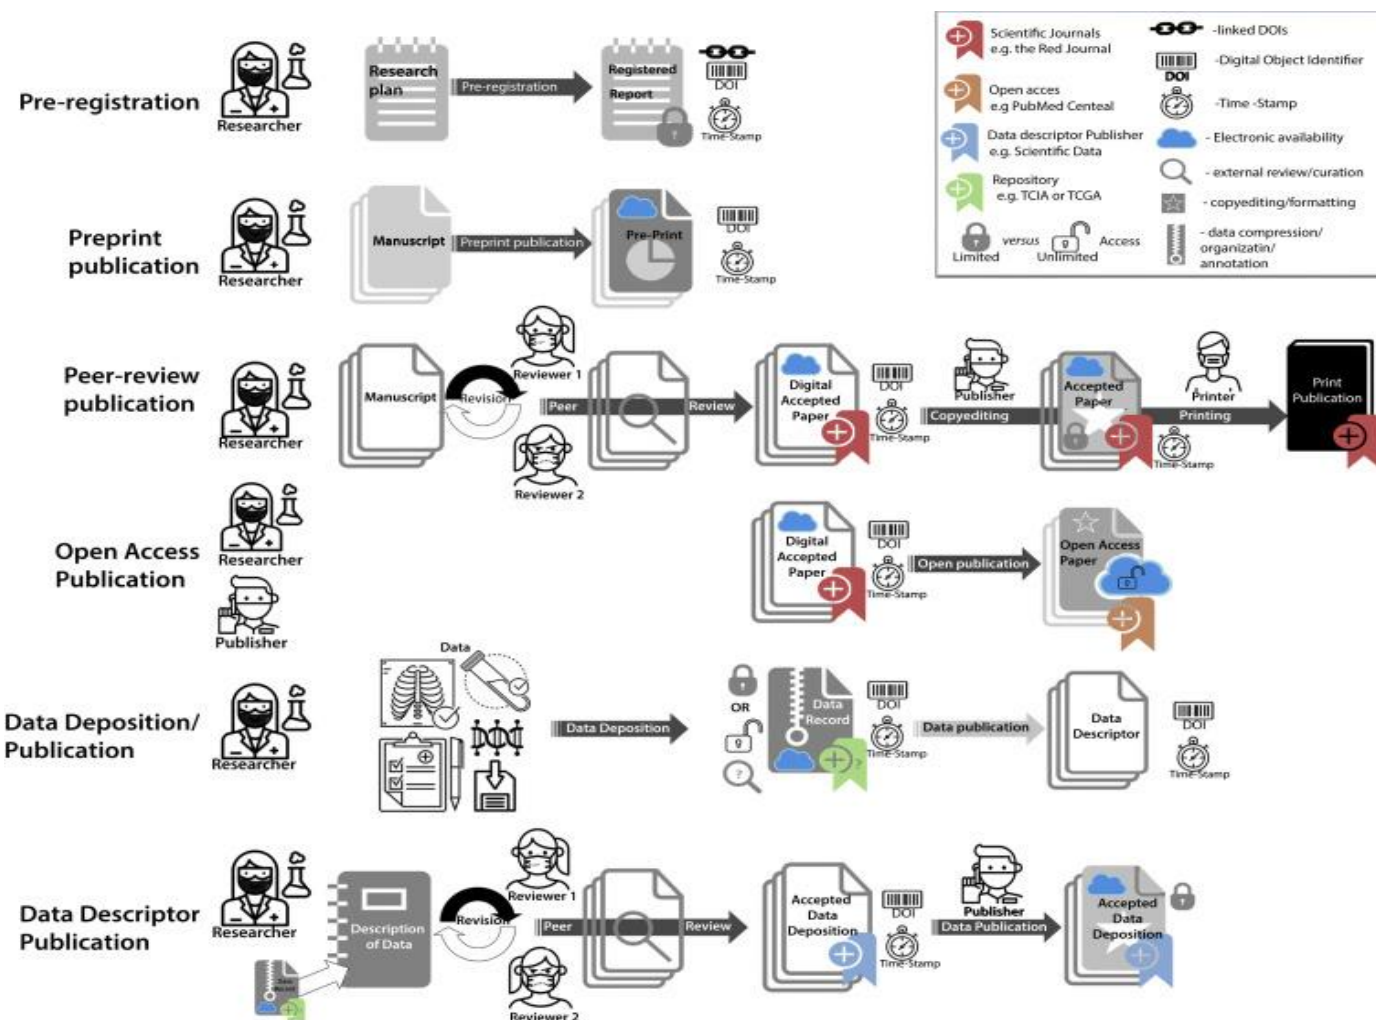 Pre-registration
Researcher
Research
plan
Pre-registration
Registered
Report
DOI
Time-Stamp
Scientific Journals
e.g. the Red Journal
Open acces
e.g PubMed Centeal
Data descriptor Publisher
e.g. Scientific Data
Repository
e.g. TCIA or TCGA
versus
Access
Limited
Unlimited
-linked DOIs
DOI
-Digital Object Identifier
-Time -Stamp
- Electronic availability
- external review/curation
- copyediting/formatting
- data compression/
organizatin/
annotation
Preprint
publication
Researcher
Manuscript
Preprint publication
Pre-Print
DOI
Time-Stamp
Peer-review
publication
Researcher
Manuscript
Revision
Reviewer 1
Reviewer 2
Peer
Review
Digital
Accepted
Paper
DOI
Time-Stamp
Publisher
Copyediting
Accepted
Paper
Printer
Printing
Time-Stamp
Print
Publication
Open Access
Publication
Researcher
Publisher
Digital
Accepted
Paper
DOI
Time-Stamp
Open publication
Open Access
Paper
Data Deposition/
Publication
Researcher
Data
Data Deposition
OR
?
Data
Record
?
DOI
Time-Stamp
Data publication
Data
Descriptor
DOI
Time-Stamp
Data Descriptor
Publication
Researcher
Description
of Data
Revision
Reviewer 1
Reviewer 2
Peer
Review
Accepted
Data
Deposition
DOI
Time-Stamp
Publisher
Data Publication
Accepted
Data
Deposition